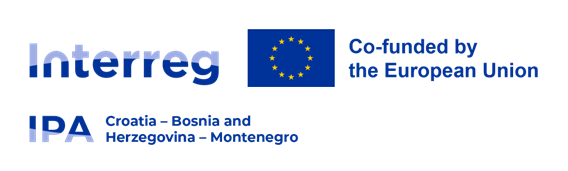 Interreg
Co-funded by
the European Union
IPA
Croatia – Bosnia and
Herzegovina – Montenegro